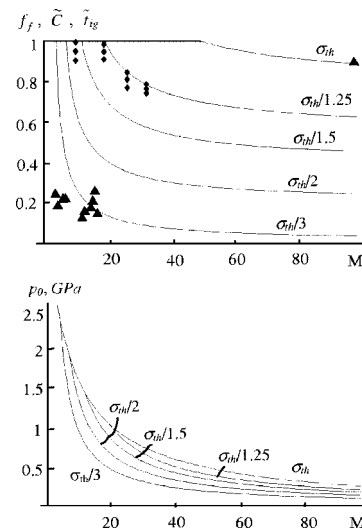 f_f , C̃ , t̃_tg
1
σ_th
0.8
σ_th/1.25
0.6
σ_th/1.5
0.4
σ_th/2
0.2
σ_th/3
20 40 60 80 M
p_0, GPa
2.5
2
1.5
σ_th/2
1
σ_th/1.5
σ_th/1.25
σ_th
0.5
σ_th/3
20 40 60 80 M